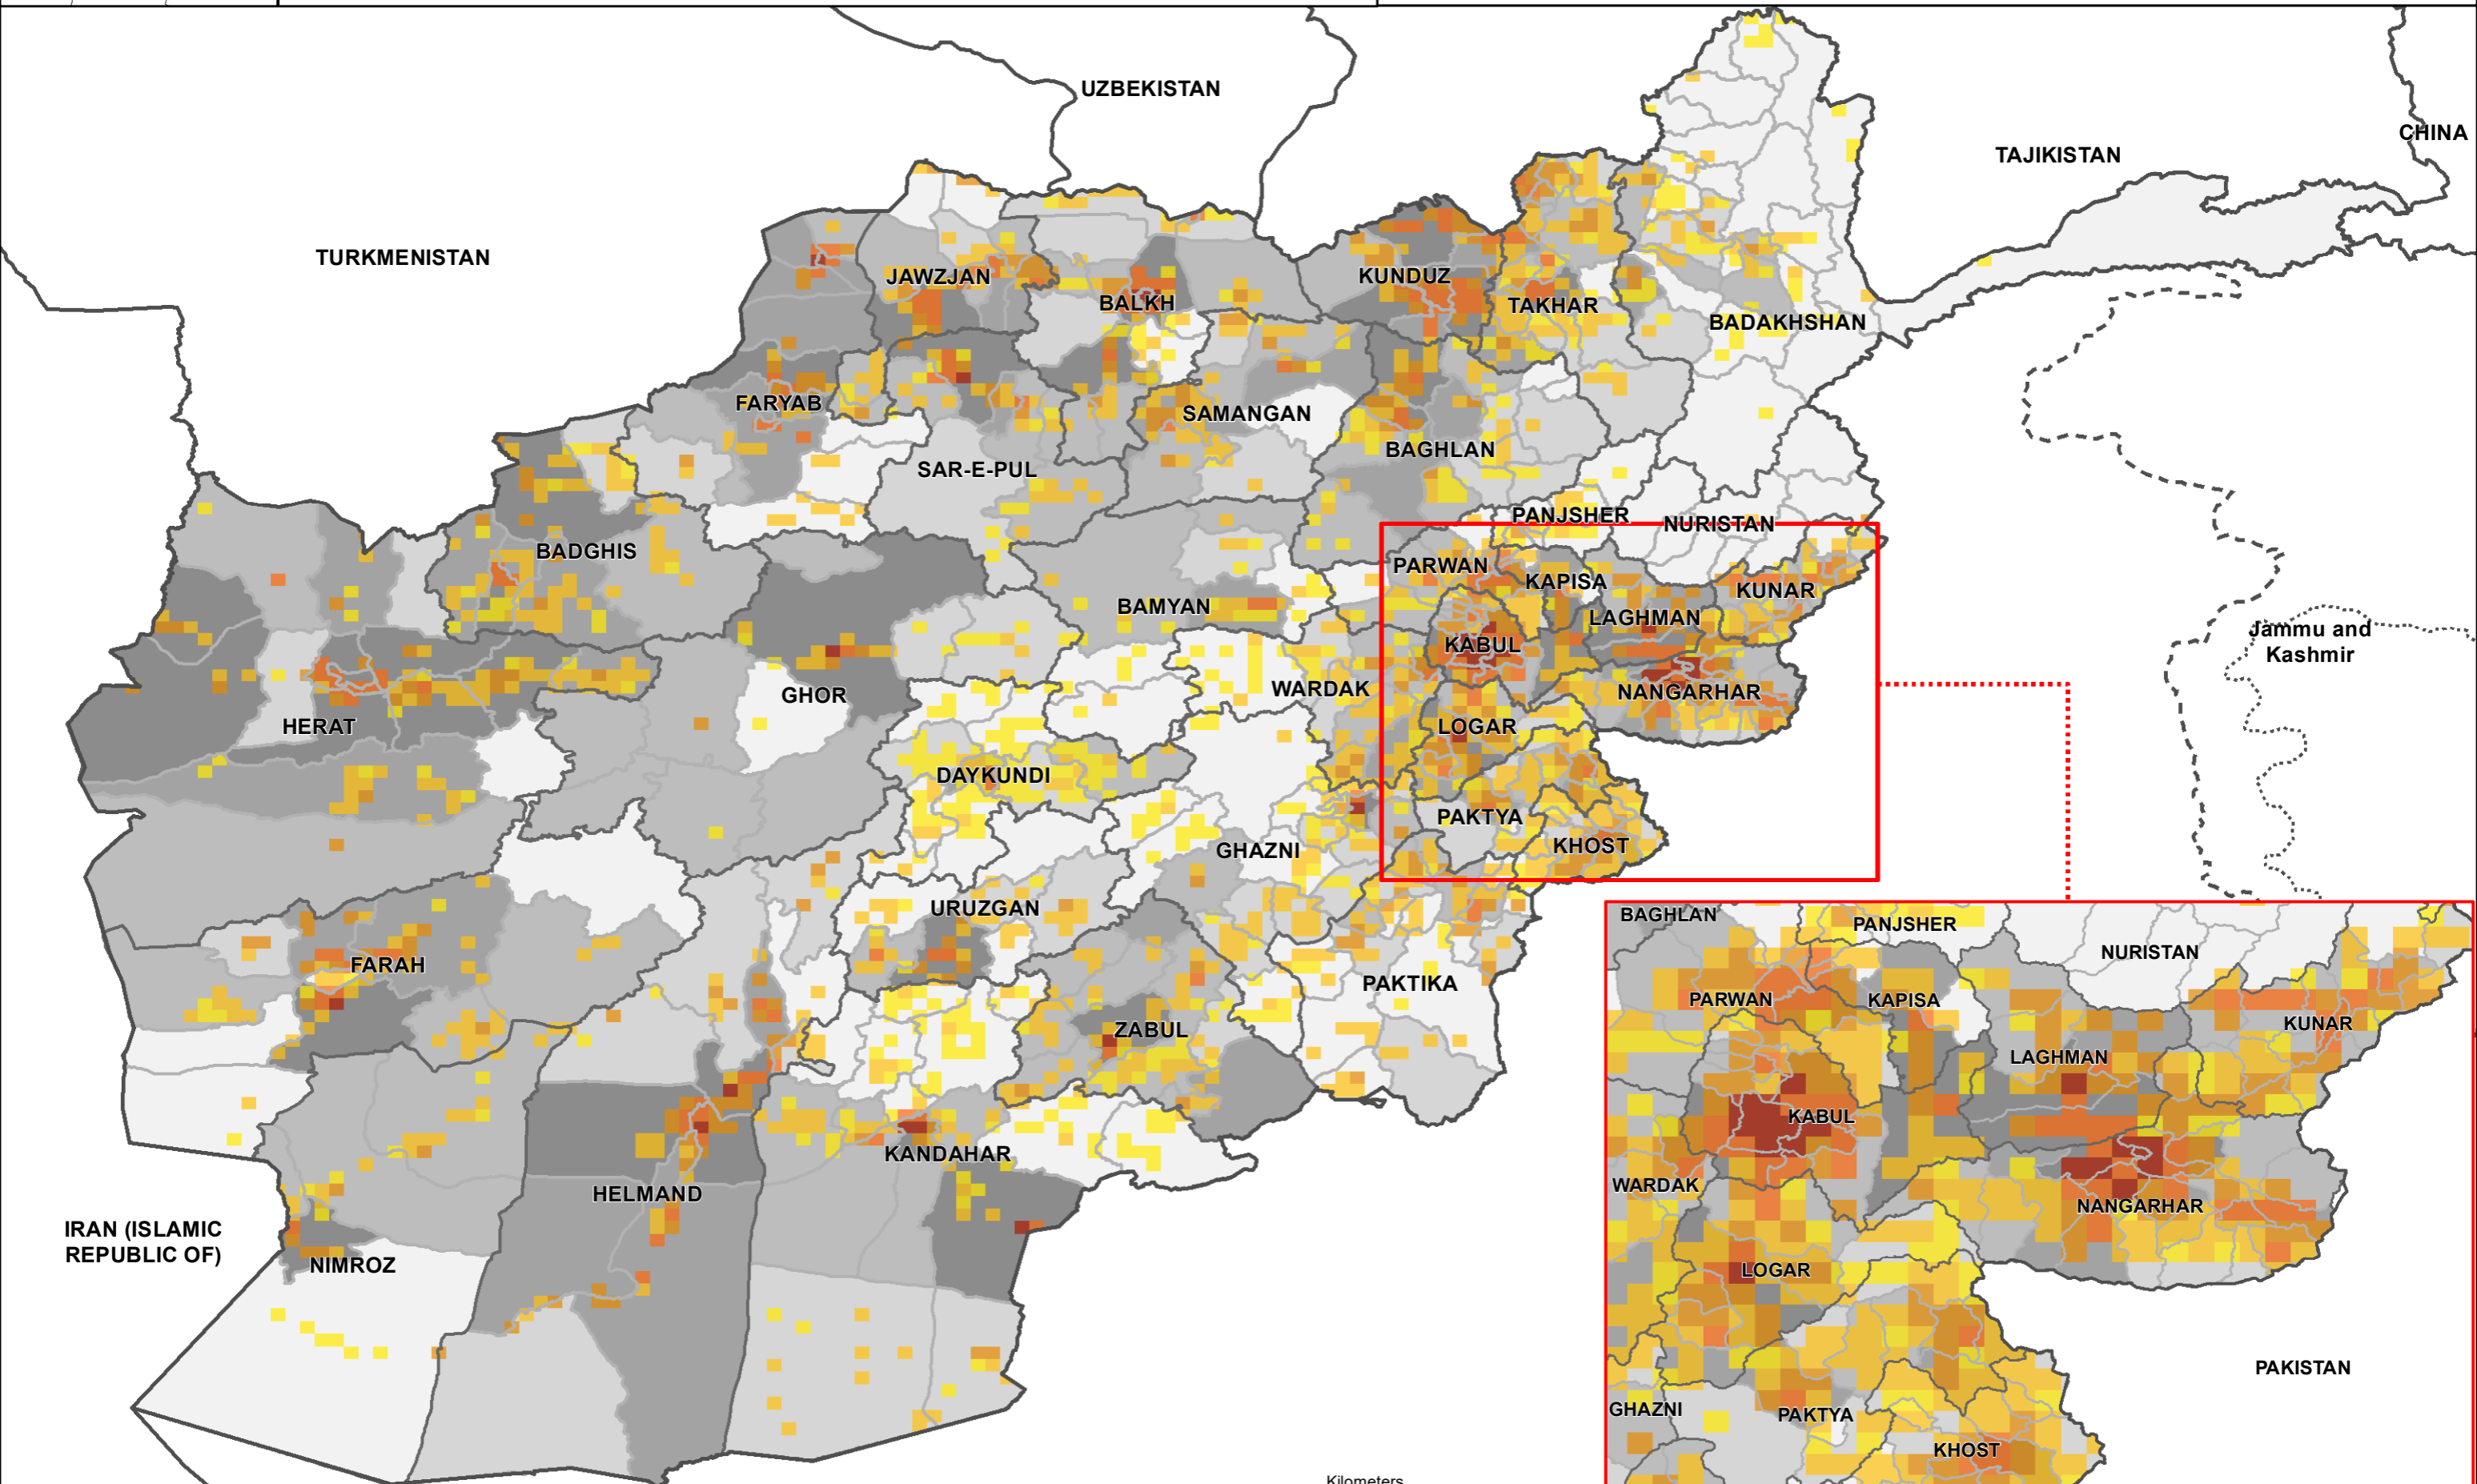 UZBEKISTAN
CHINA
TAJIKISTAN
TURKMENISTAN
JAWZJAN
BALKH
KUNDUZ
TAKHAR
BADAKHSHAN
FARYAB
SAMANGAN
SAR-E-PUL
BAGHLAN
PANJSHER
NURISTAN
BADGHIS
PARWAN
KAPISA
KUNAR
BAMYAN
LAGHMAN
KABUL
Jammu and
Kashmir
WARDAK
NANGARHAR
GHOR
HERAT
LOGAR
DAYKUNDI
PAKTYA
KHOST
GHAZNI
URUZGAN
FARAH
PAKTIKA
ZABUL
KANDAHAR
HELMAND
IRAN (ISLAMIC
REPUBLIC OF)
NIMROZ
BAGHLAN
PANJSHER
NURISTAN
PARWAN
KAPISA
KUNAR
LAGHMAN
KABUL
WARDAK
NANGARHAR
LOGAR
PAKISTAN
GHAZNI
PAKTYA
KHOST
Kilometers